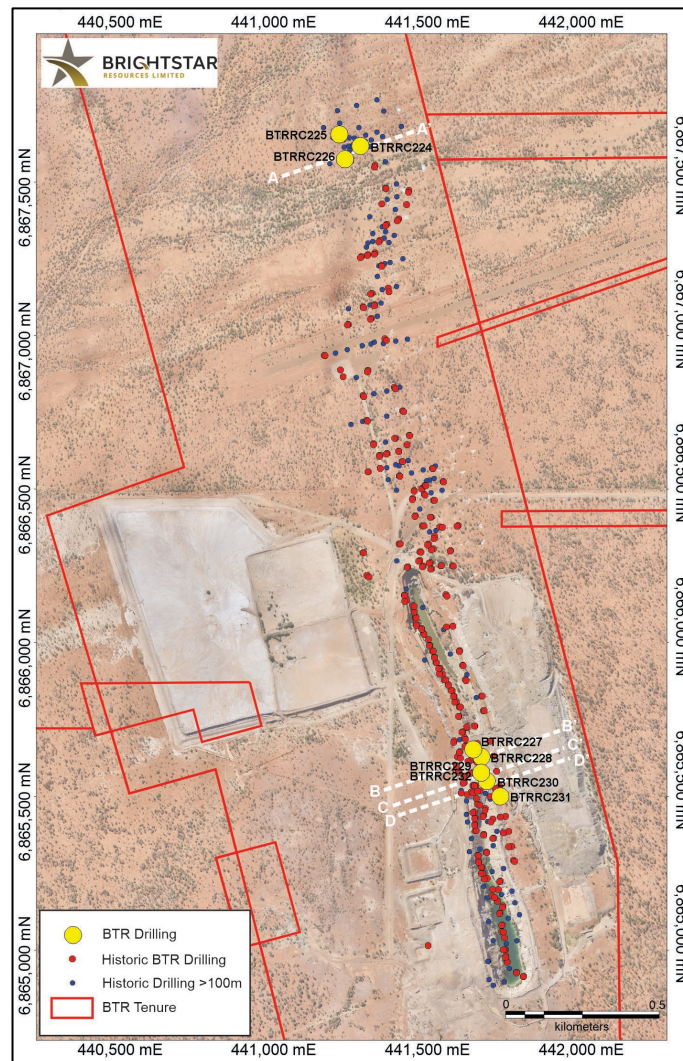 440,500 mE 441,000 mE 441,500 mE 442,000 mE
BRIGHTSTAR
RESOURCES LIMITED
BTRRC225
BTRRC224
BTRRC226
A
A'
6,867,500 mN
6,867,500 mN
6,867,000 mN
6,867,000 mN
6,866,500 mN
6,866,500 mN
6,866,000 mN
6,866,000 mN
BTRRC227
BTRRC228
BTRRC229
BTRRC232
BTRRC230
BTRRC231
B
B'
C
C'
D
D'
6,865,500 mN
6,865,500 mN
6,865,000 mN
6,865,000 mN
BTR Drilling
Historic BTR Drilling
Historic Drilling >100m
BTR Tenure
0 0.5
kilometers
440,500 mE 441,000 mE 441,500 mE 442,000 mE